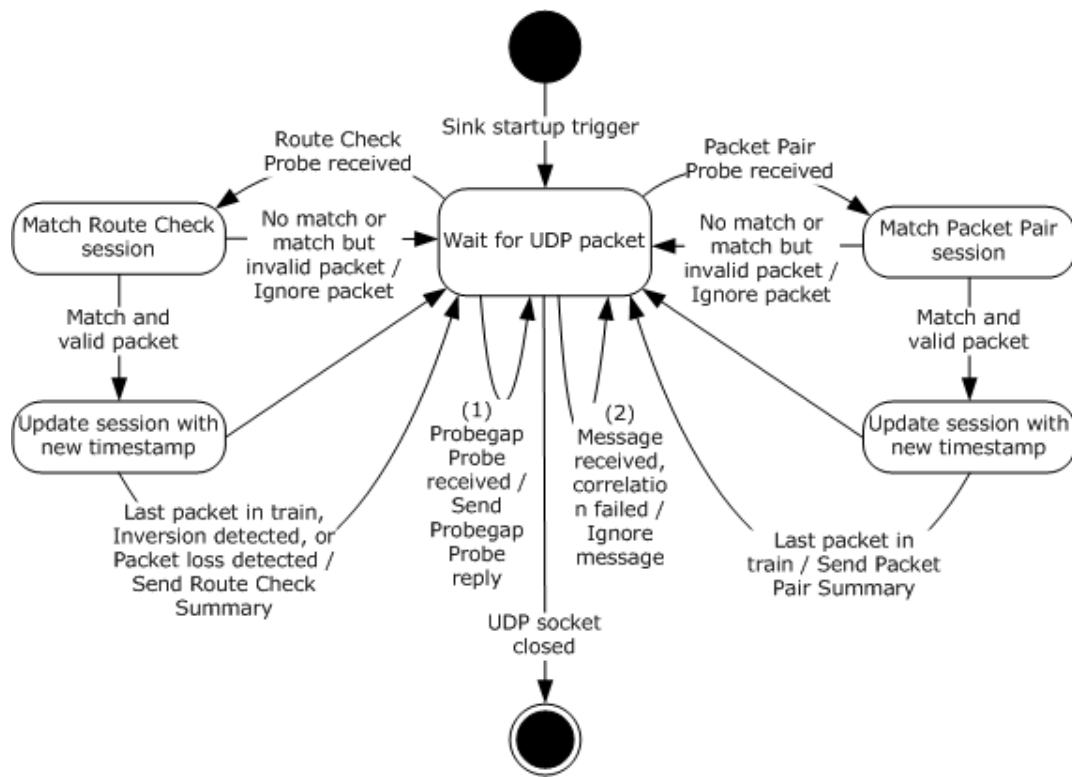 Sink startup trigger
Route Check
Probe received
Packet Pair
Probe received
Match Route Check
session
No match or
match but
invalid packet /
Ignore packet
Wait for UDP packet
No match or
match but
invalid packet /
Ignore packet
Match Packet Pair
session
Match and
valid packet
Match and
valid packet
Update session with
new timestamp
(1)
Probegap
Probe
received /
Send
Probegap
Probe
reply
(2)
Message
received,
correlatio
n failed /
Ignore
message
Update session with
new timestamp
Last packet in train,
Inversion detected, or
Packet loss detected /
Send Route Check
Summary
Last packet in
train / Send Packet
Pair Summary
UDP socket
closed